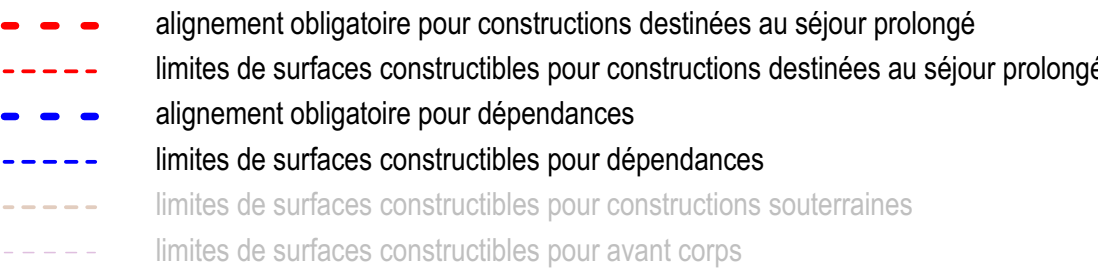 alignement obligatoire pour constructions destinées au séjour prolongé
limites de surfaces constructibles pour constructions destinées au séjour prolongé
alignement obligatoire pour dépendances
limites de surfaces constructibles pour dépendances
limites de surfaces constructibles pour constructions souterraines
limites de surfaces constructibles pour avant corps